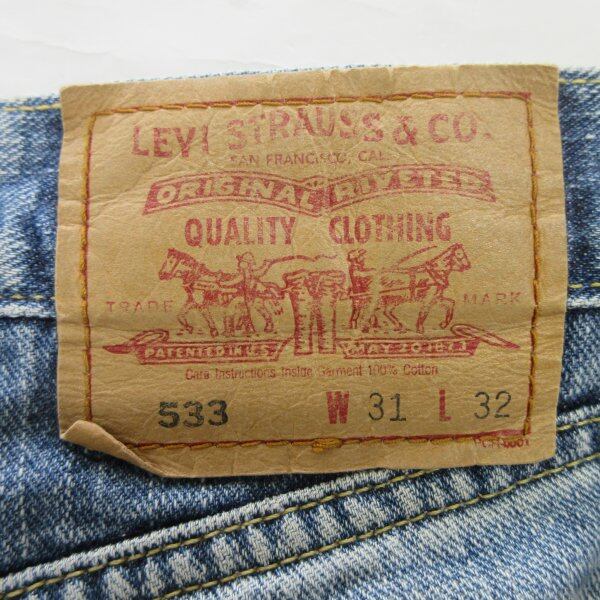 LEVI STRAUSS & CO.
SAN FRANCISCO, CAL.
ORIGINAL RIVETED
QUALITY CLOTHING
TRADE MARK
PATENTED IN U.S. MAY 20 1873
Care Instructions Inside Garment 100% Cotton
533 W 31 L 32